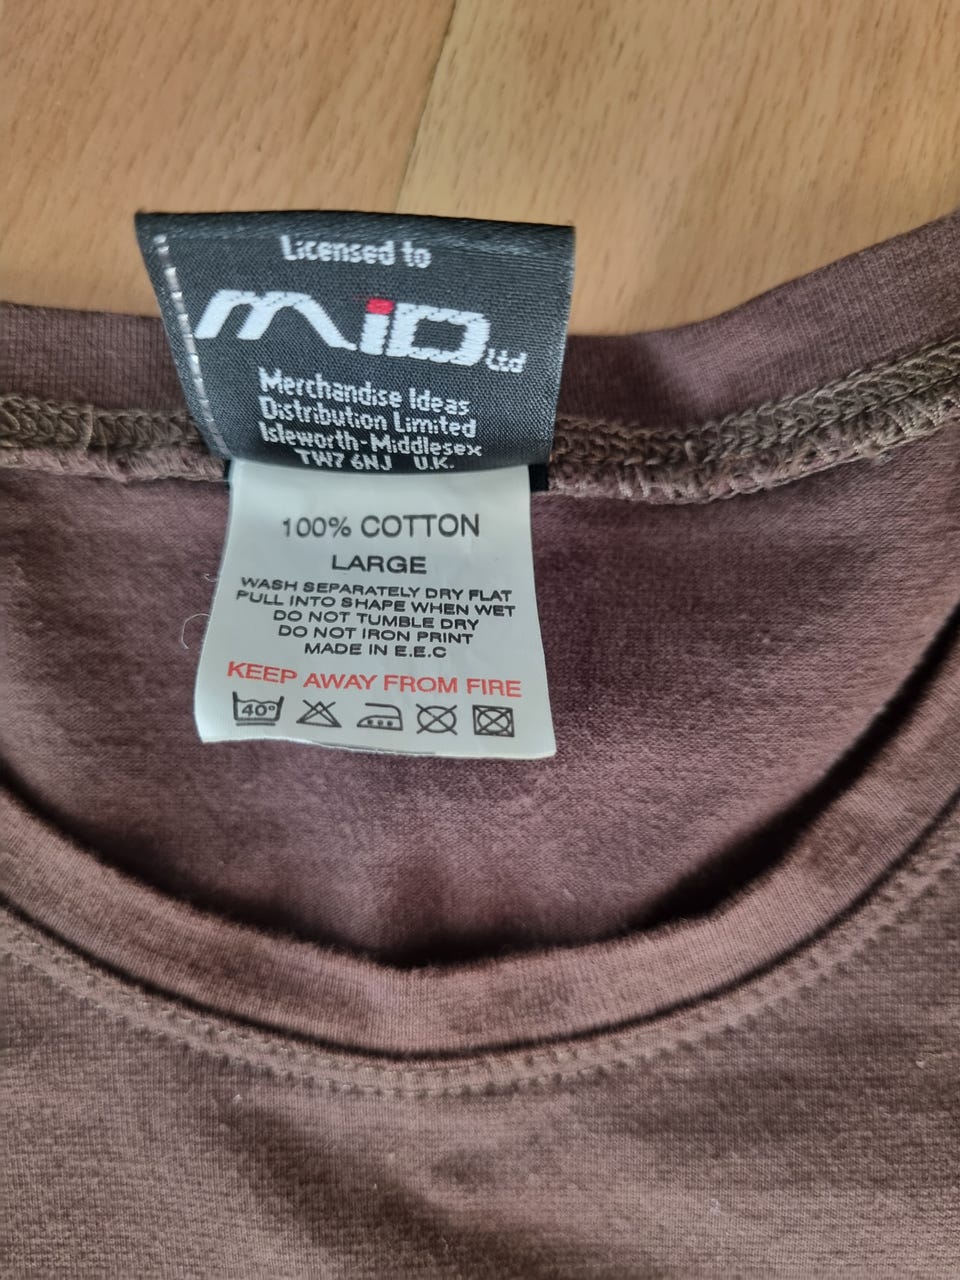 Licensed to
MiD Ltd
Merchandise Ideas
Distribution Limited
Isleworth-Middlesex
TW7 6NJ U.K.
100% COTTON
LARGE
WASH SEPARATELY DRY FLAT
PULL INTO SHAPE WHEN WET
DO NOT TUMBLE DRY
DO NOT IRON PRINT
MADE IN E.E.C
KEEP AWAY FROM FIRE
40°